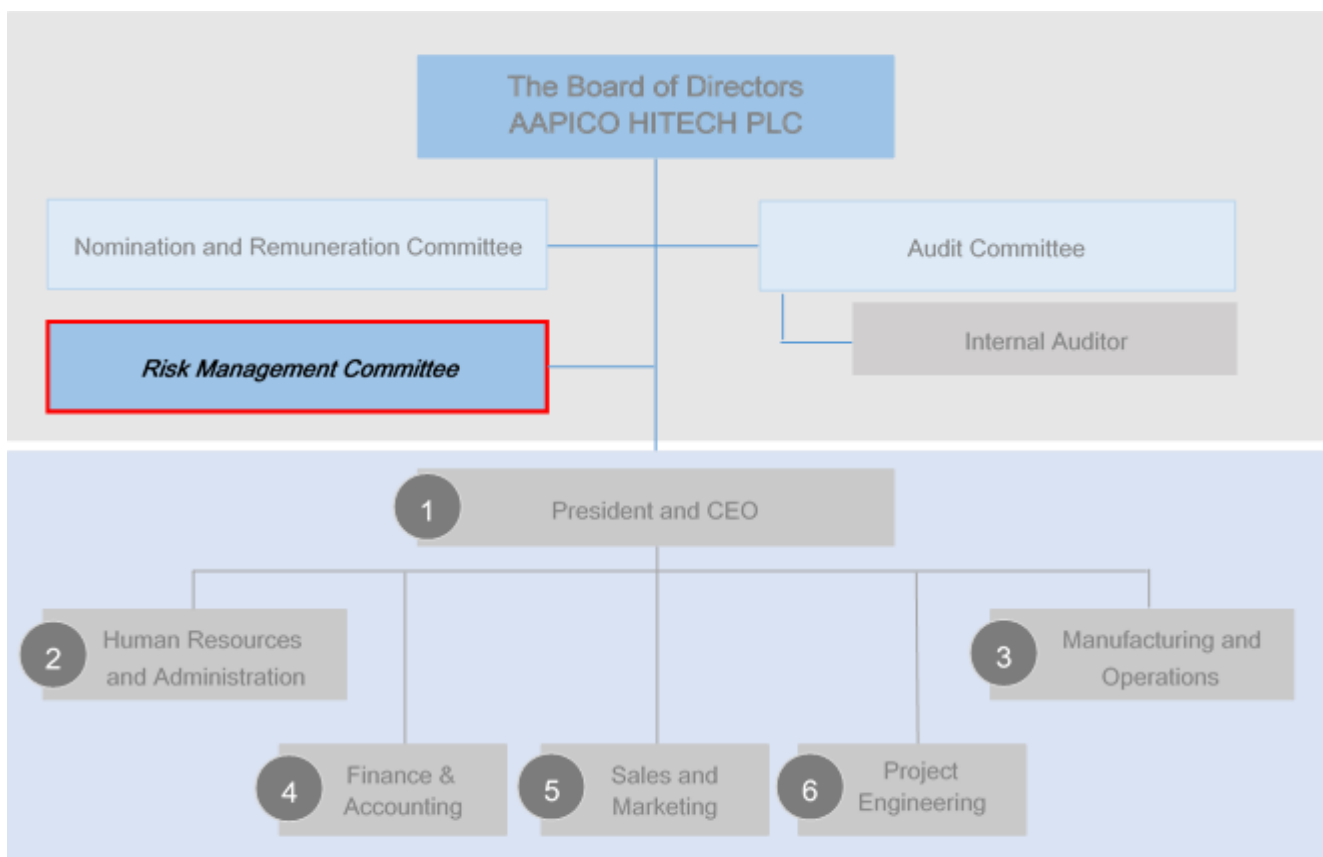 The Board of Directors
AAPICO HITECH PLC
Nomination and Remuneration Committee
Audit Committee
Internal Auditor
Risk Management Committee
1
President and CEO
2
Human Resources
and Administration
3
Manufacturing and
Operations
4
Finance &
Accounting
5
Sales and
Marketing
6
Project
Engineering